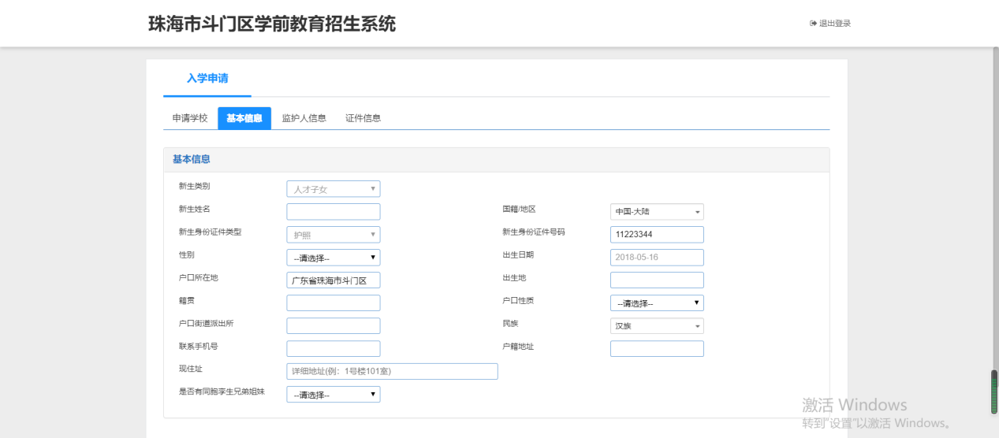 珠海市斗门区学前教育招生系统
退出登录
入学申请
申请学校 基本信息 监护人信息 证件信息
基本信息
新生类别 人才子女
新生姓名 国籍/地区 中国-大陆
新生身份证件类型 护照 新生身份证件号码 11223344
性别 --请选择-- 出生日期 2018-05-16
户口所在地 广东省珠海市斗门区 出生地
籍贯 户口性质 --请选择--
户口街道派出所 民族 汉族
联系手机号 户籍地址
现住址 详细地址(例：1号楼101室)
是否有同胞孪生兄弟姐妹 --请选择--
激活 Windows
转到"设置"以激活 Windows。